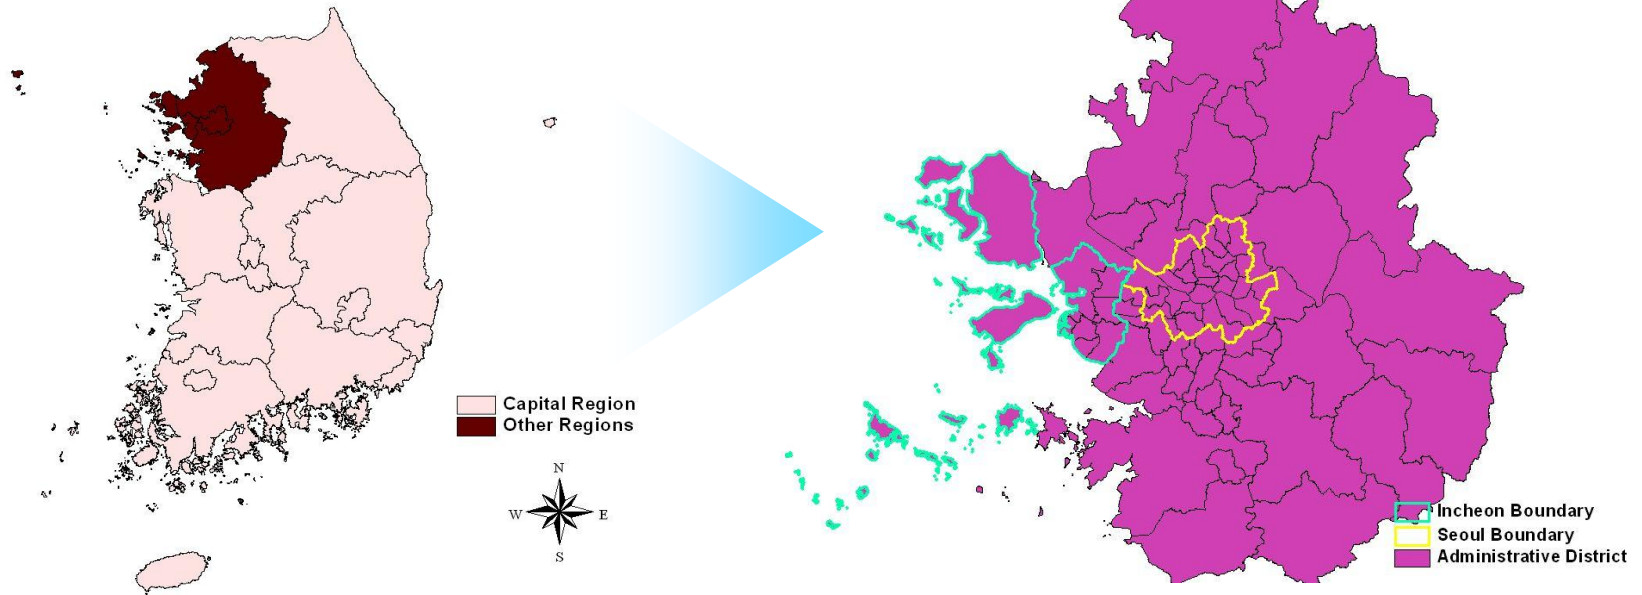 Capital Region
Other Regions
N
W
E
S
Incheon Boundary
Seoul Boundary
Administrative District